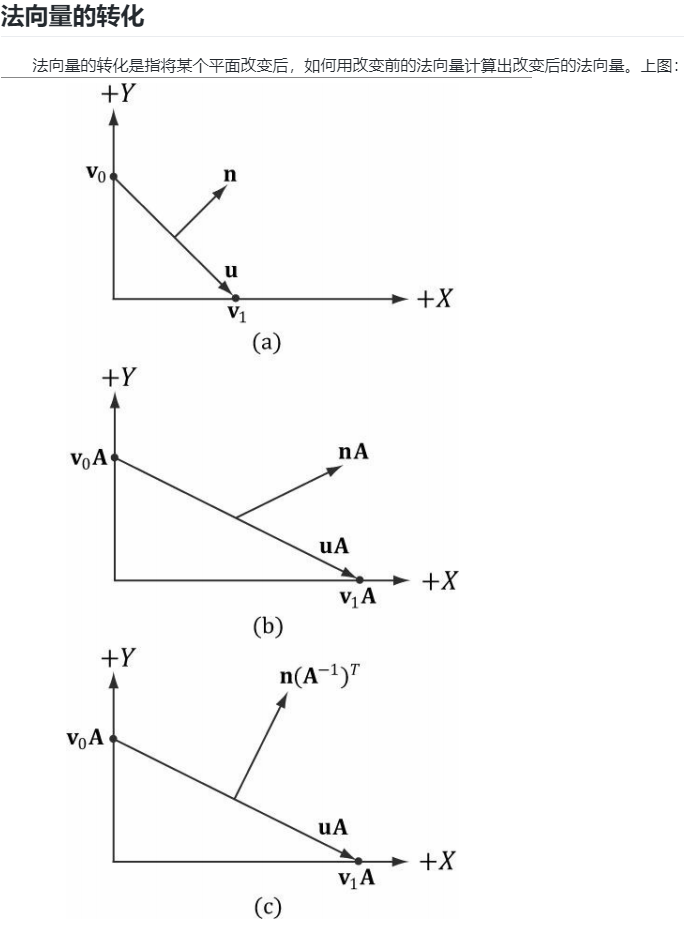 法向量的转化
法向量的转化是指将某个平面改变后，如何用改变前的法向量计算出改变后的法向量。上图：
+Y
v₀
n
u
+X
v₁
(a)
+Y
v₀A
nA
uA
+X
v₁A
(b)
+Y
n(A⁻¹)ᵀ
v₀A
uA
+X
v₁A
(c)